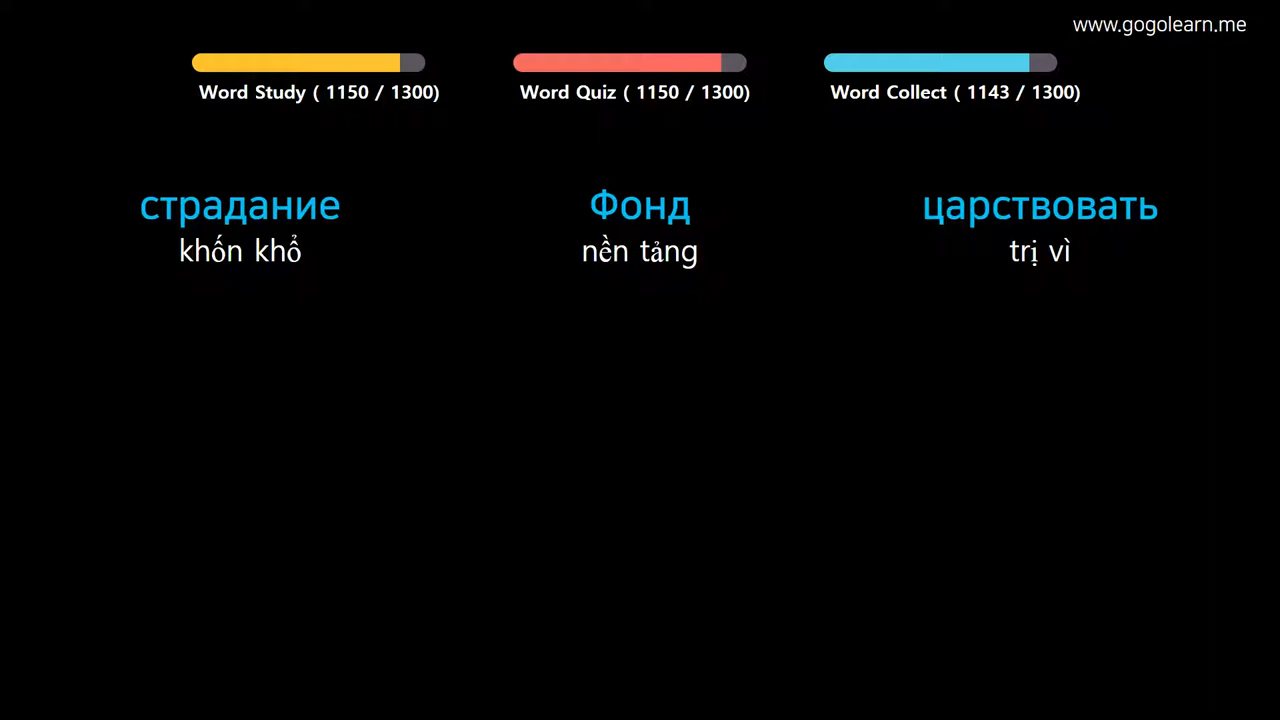 www.gogolearn.me
Word Study ( 1150 / 1300)
Word Quiz ( 1150 / 1300)
Word Collect ( 1143 / 1300)
страдание
khốn khổ
Фонд
nền tảng
царствовать
trị vì